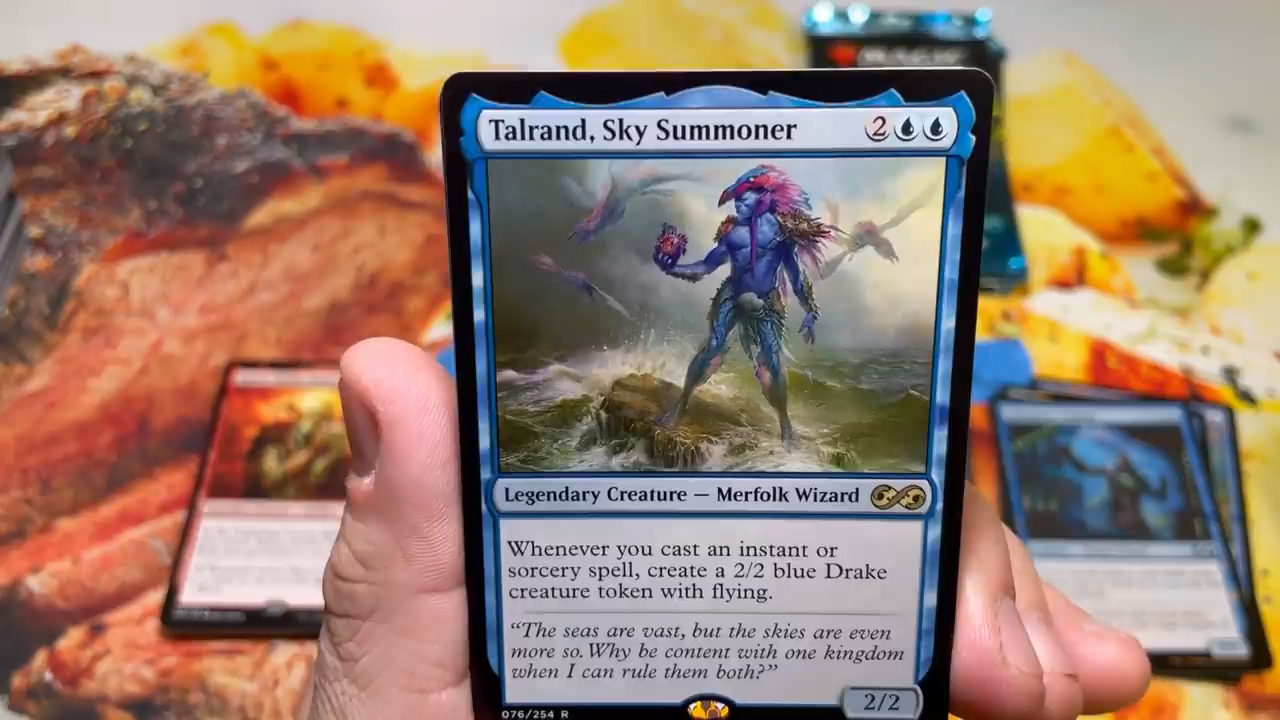 MAGIC
Talrand, Sky Summoner 2
Legendary Creature — Merfolk Wizard
Whenever you cast an instant or
sorcery spell, create a 2/2 blue Drake
creature token with flying.
“The seas are vast, but the skies are even
more so. Why be content with one kingdom
when I can rule them both?”
2/2
076/254 R